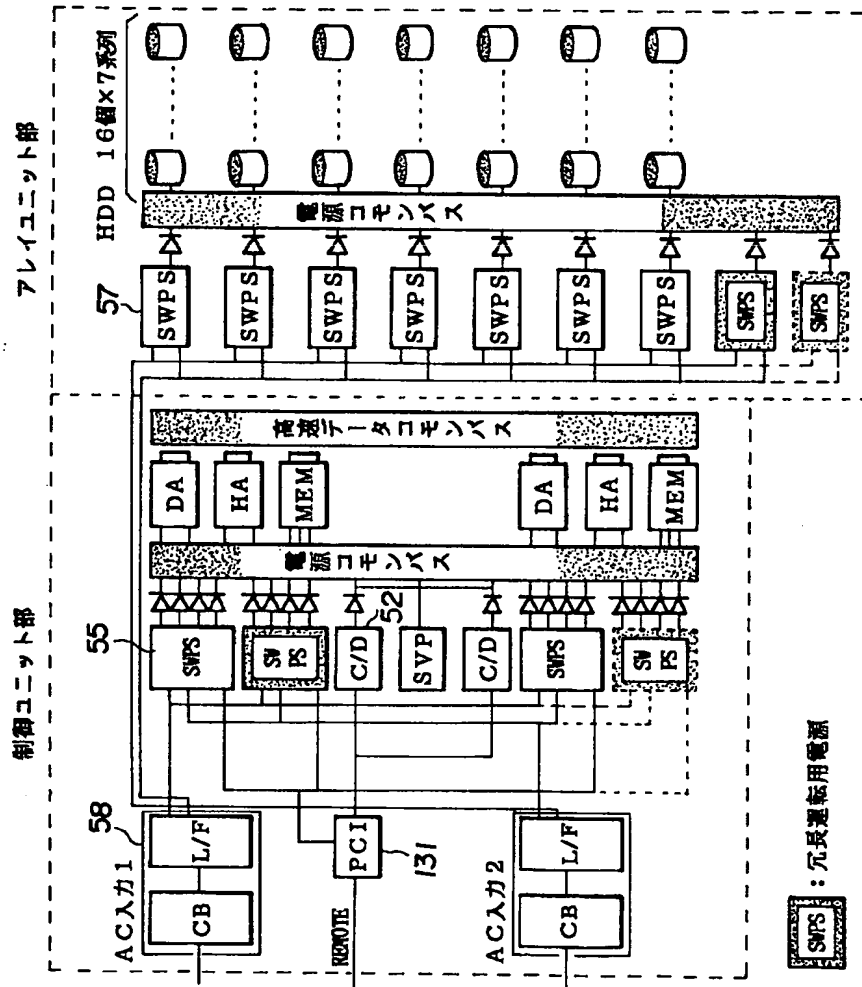 制御ユニット部
アレイユニット部
AC入力1
58
CB
L/F
REMOTE
PCI
131
AC入力2
CB
L/F
55
SWPS
SW
PS
C/D
52
SVP
C/D
SWPS
SW
PS
電源コモンバス
DA
HA
MEM
DA
HA
MEM
高速データコモンバス
57
SWPS
SWPS
SWPS
SWPS
SWPS
SWPS
SWPS
SWPS
SWPS
電源コモンバス
HDD 16個×7系列
SWPS
:冗長運転用電源